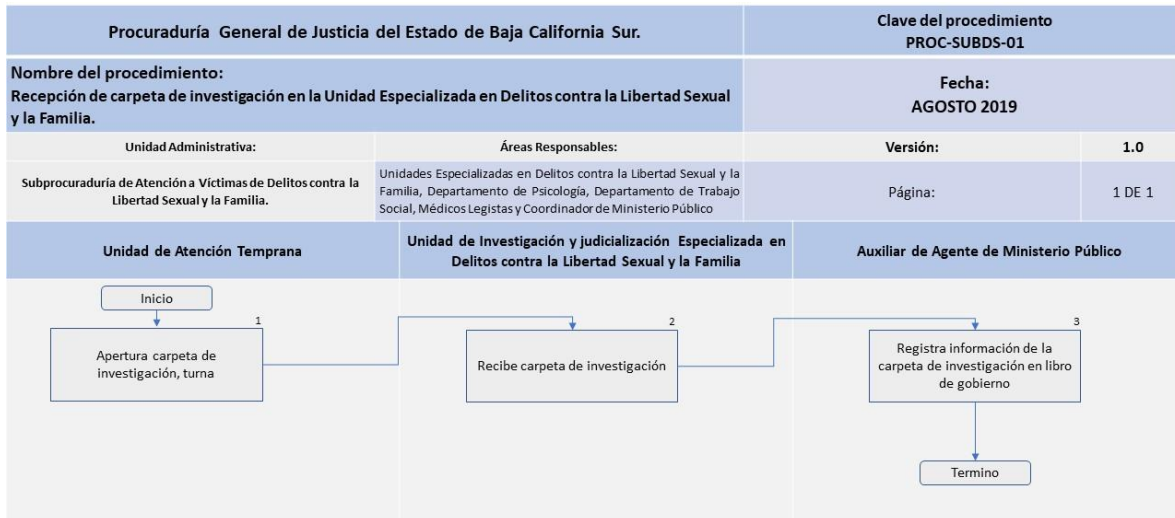 Procuraduría General de Justicia del Estado de Baja California Sur.
Clave del procedimiento
PROC-SUBDS-01
Nombre del procedimiento:
Recepción de carpeta de investigación en la Unidad Especializada en Delitos contra la Libertad Sexual
y la Familia.
Fecha:
AGOSTO 2019
Unidad Administrativa:
Áreas Responsables:
Versión:
1.0
Subprocuraduría de Atención a Víctimas de Delitos contra la
Libertad Sexual y la Familia.
Unidades Especializadas en Delitos contra la Libertad Sexual y la
Familia, Departamento de Psicología, Departamento de Trabajo
Social, Médicos Legistas y Coordinador de Ministerio Público
Página:
1 DE 1
Unidad de Atención Temprana
Unidad de Investigación y judicialización Especializada en
Delitos contra la Libertad Sexual y la Familia
Auxiliar de Agente de Ministerio Público
Inicio
1
Apertura carpeta de
investigación, turna
2
Recibe carpeta de investigación
3
Registra información de la
carpeta de investigación en libro
de gobierno
Termino